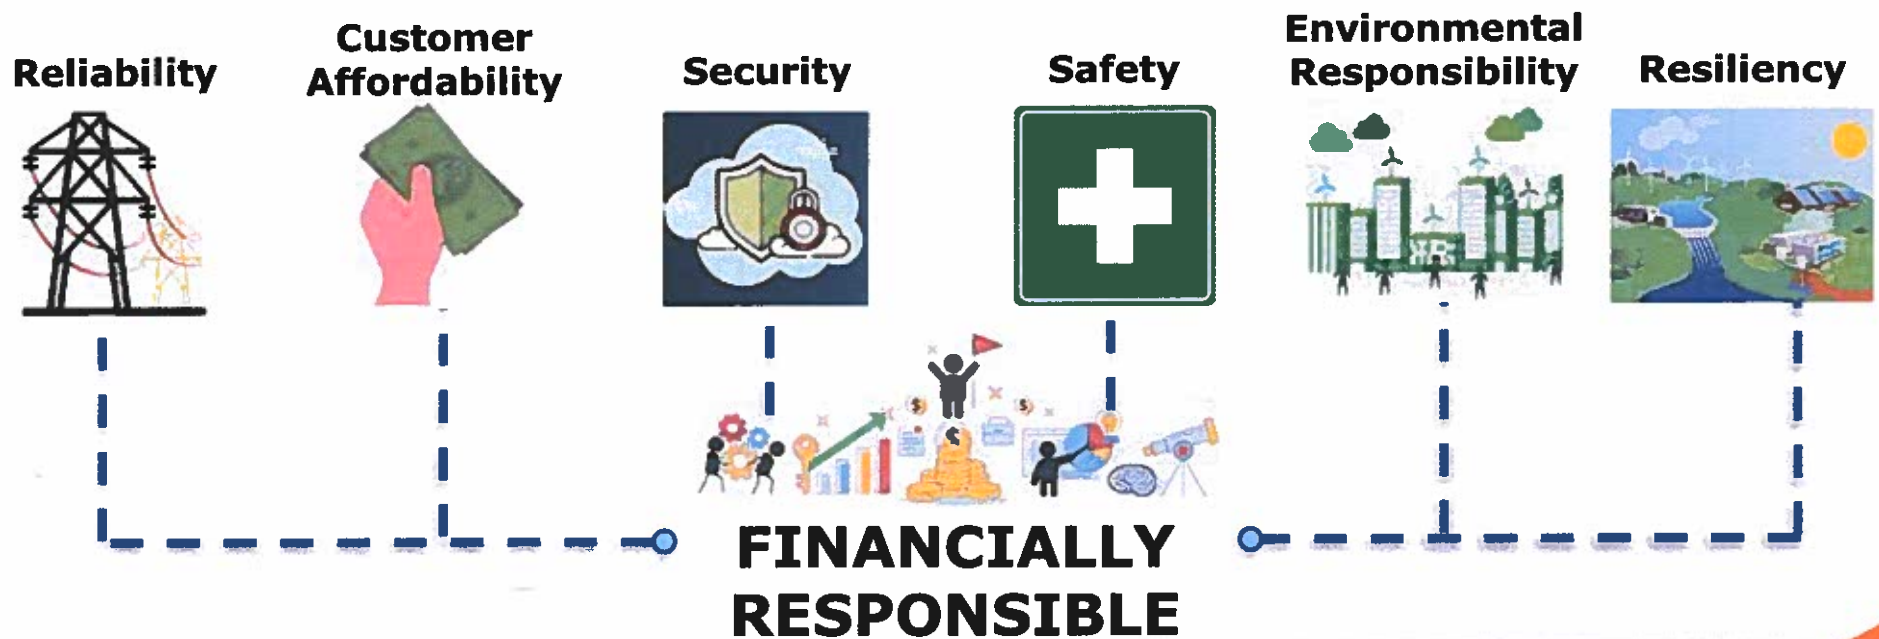 Reliability
Customer
Affordability
Security
Safety
Environmental
Responsibility
Resiliency
$
$
$
FINANCIALLY
RESPONSIBLE